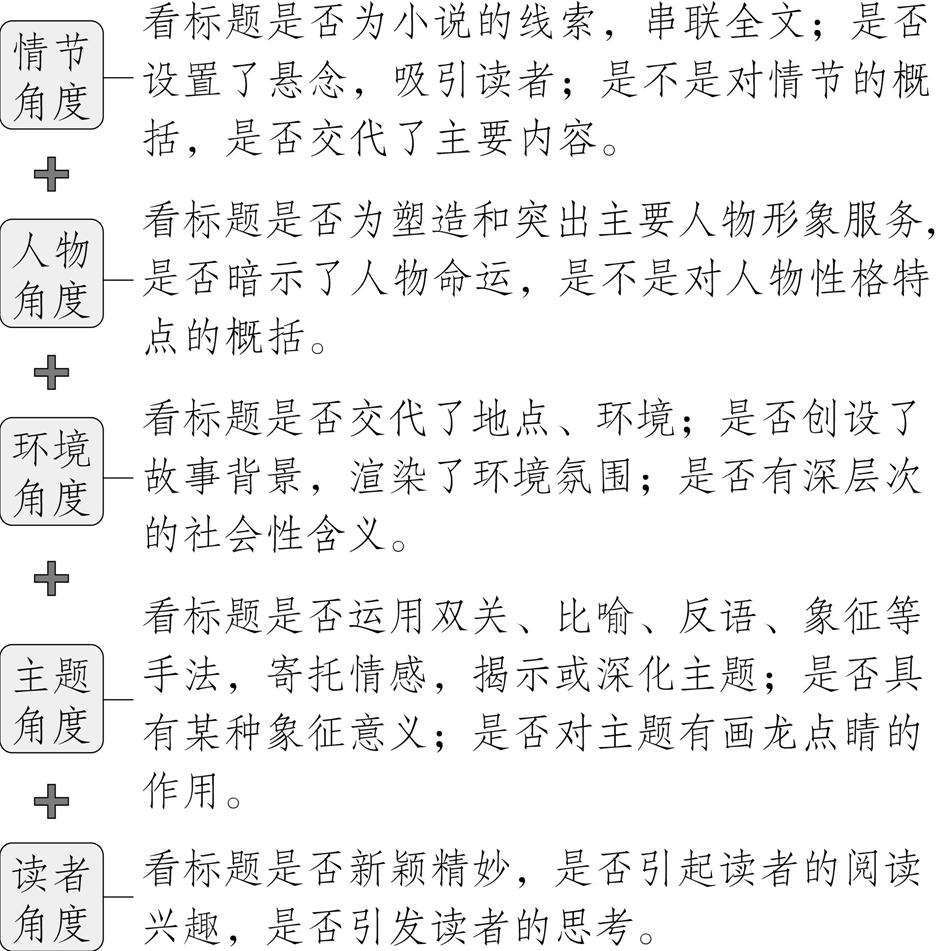 情节
角度
看标题是否为小说的线索，串联全文；是否
设置了悬念，吸引读者；是不是对情节的概
括，是否交代了主要内容。
人物
角度
看标题是否为塑造和突出主要人物形象服务，
是否暗示了人物命运，是不是对人物性格特
点的概括。
环境
角度
看标题是否交代了地点、环境；是否创设了
故事背景，渲染了环境氛围；是否有深层次
的社会性含义。
主题
角度
看标题是否运用双关、比喻、反语、象征等
手法，寄托情感，揭示或深化主题；是否具
有某种象征意义；是否对主题有画龙点睛的
作用。
读者
角度
看标题是否新颖精妙，是否引起读者的阅读
兴趣，是否引发读者的思考。